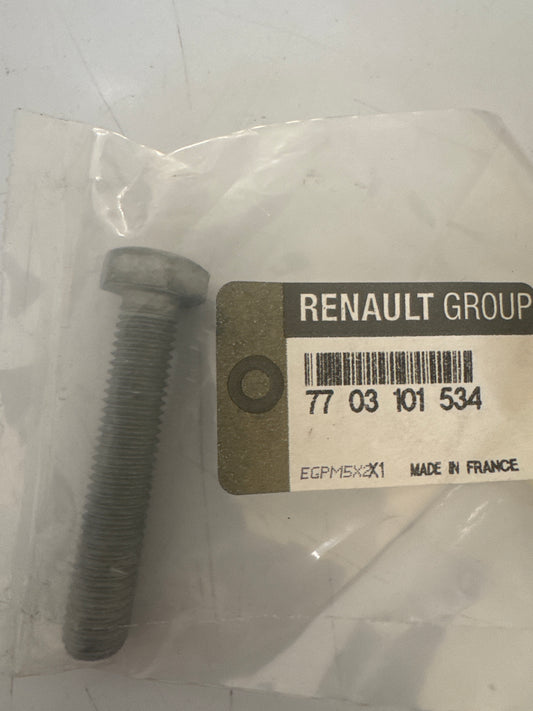 RENAULT GROUP
77 03 101 534
EGPM5X2X1 MADE IN FRANCE